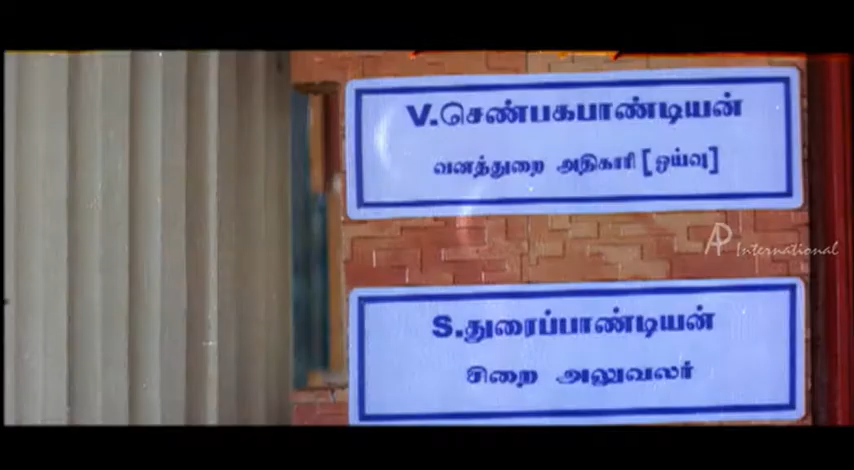 V.செண்பகபாண்டியன்
வனத்துறை அதிகாரி [ஓய்வு]
AP International
S.துரைப்பாண்டியன்
சிறை அலுவலர்